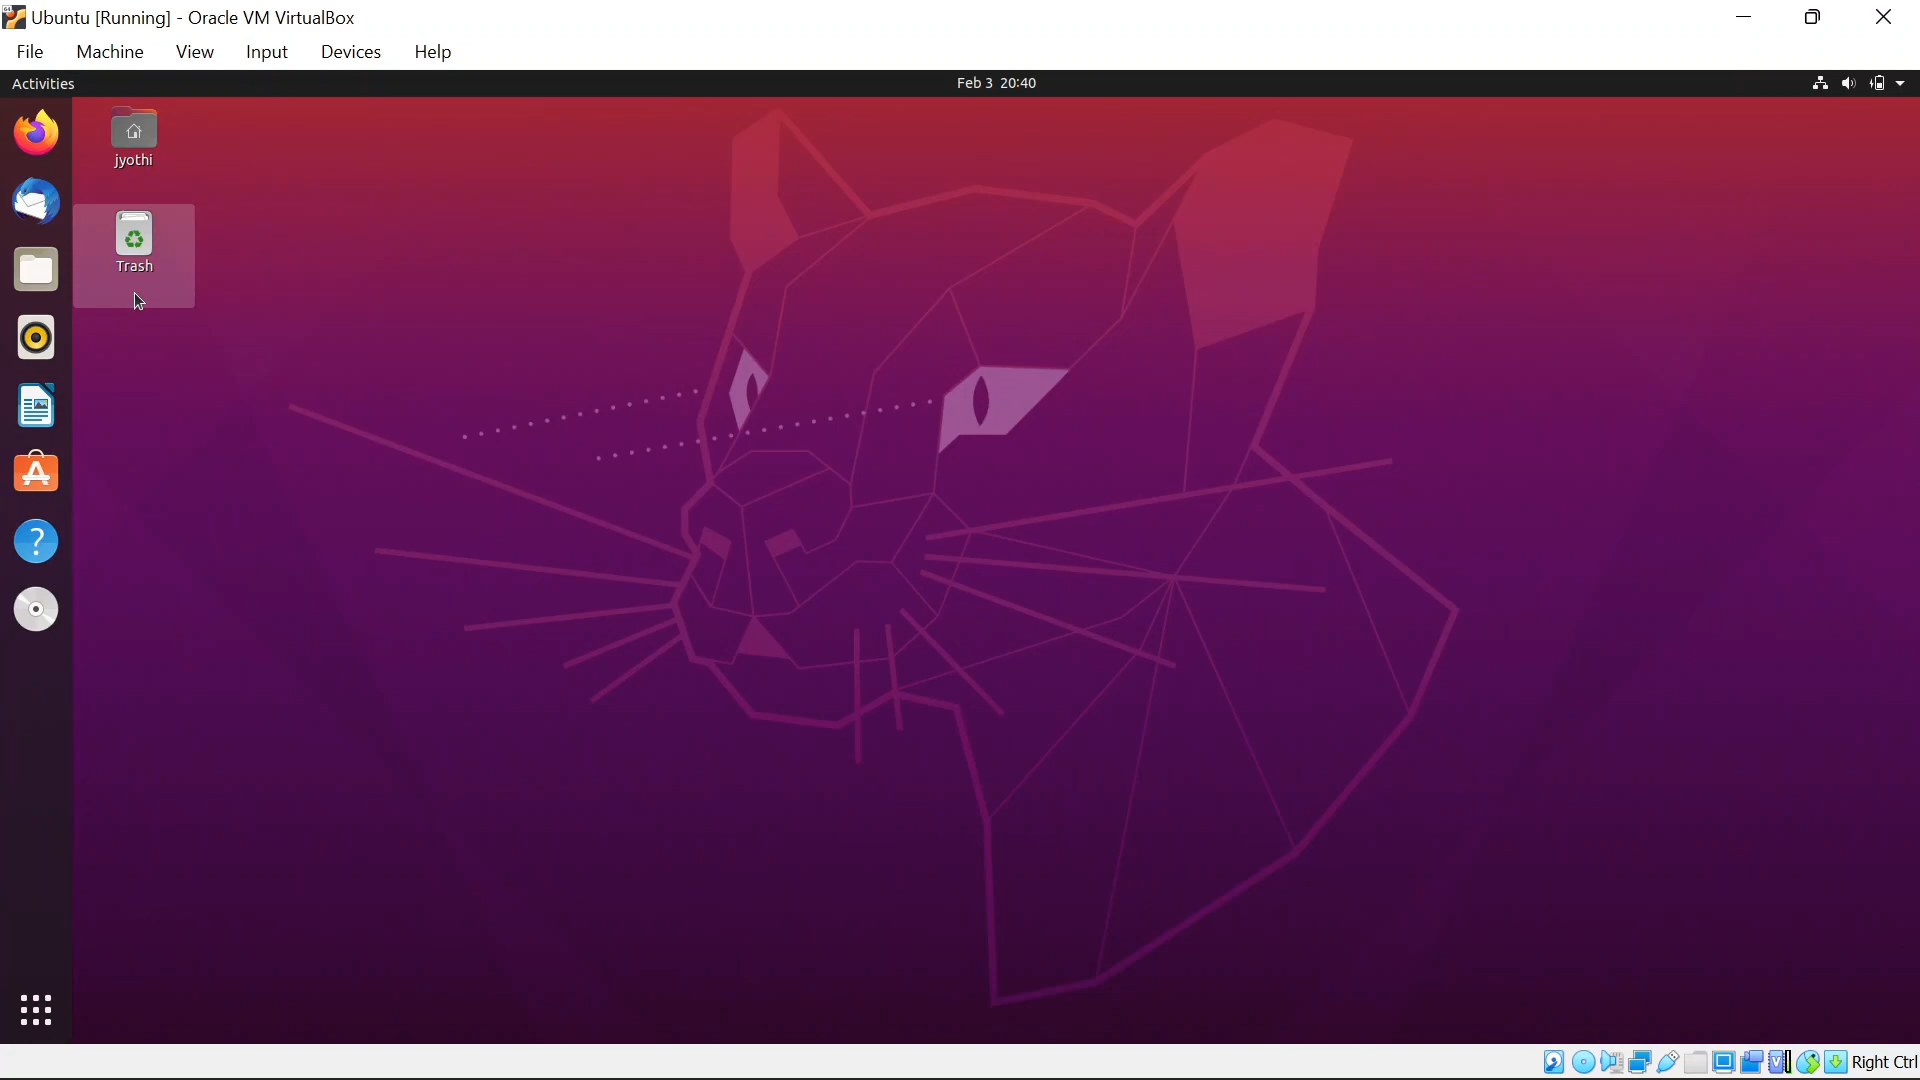 Ubuntu [Running] - Oracle VM VirtualBox
File Machine View Input Devices Help
Activities Feb 3 20:40
jyothi
Trash
Right Ctrl